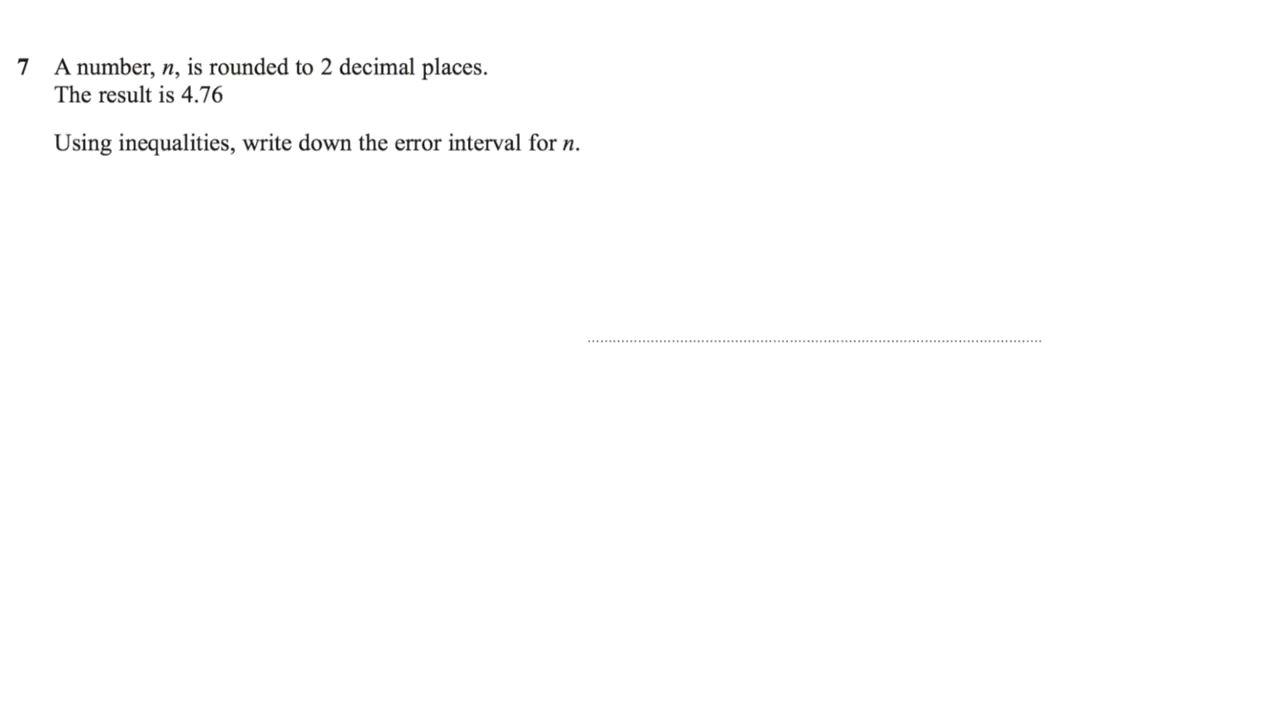 7 A number, n, is rounded to 2 decimal places.
The result is 4.76
Using inequalities, write down the error interval for n.